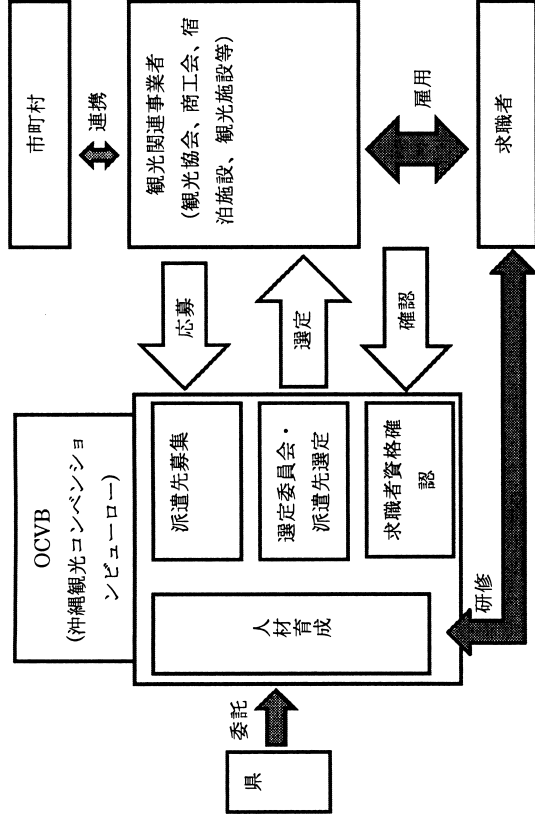 OCVB
(沖縄観光コンベンショ
ンビューロー)
市町村
連携
県
委託
人材育成
派遣先募集
選定委員会・
派遣先選定
求職者資格確
認
応募
選定
確認
観光関連事業者
(観光協会、商工会、宿
泊施設、観光施設等)
雇用
研修
求職者